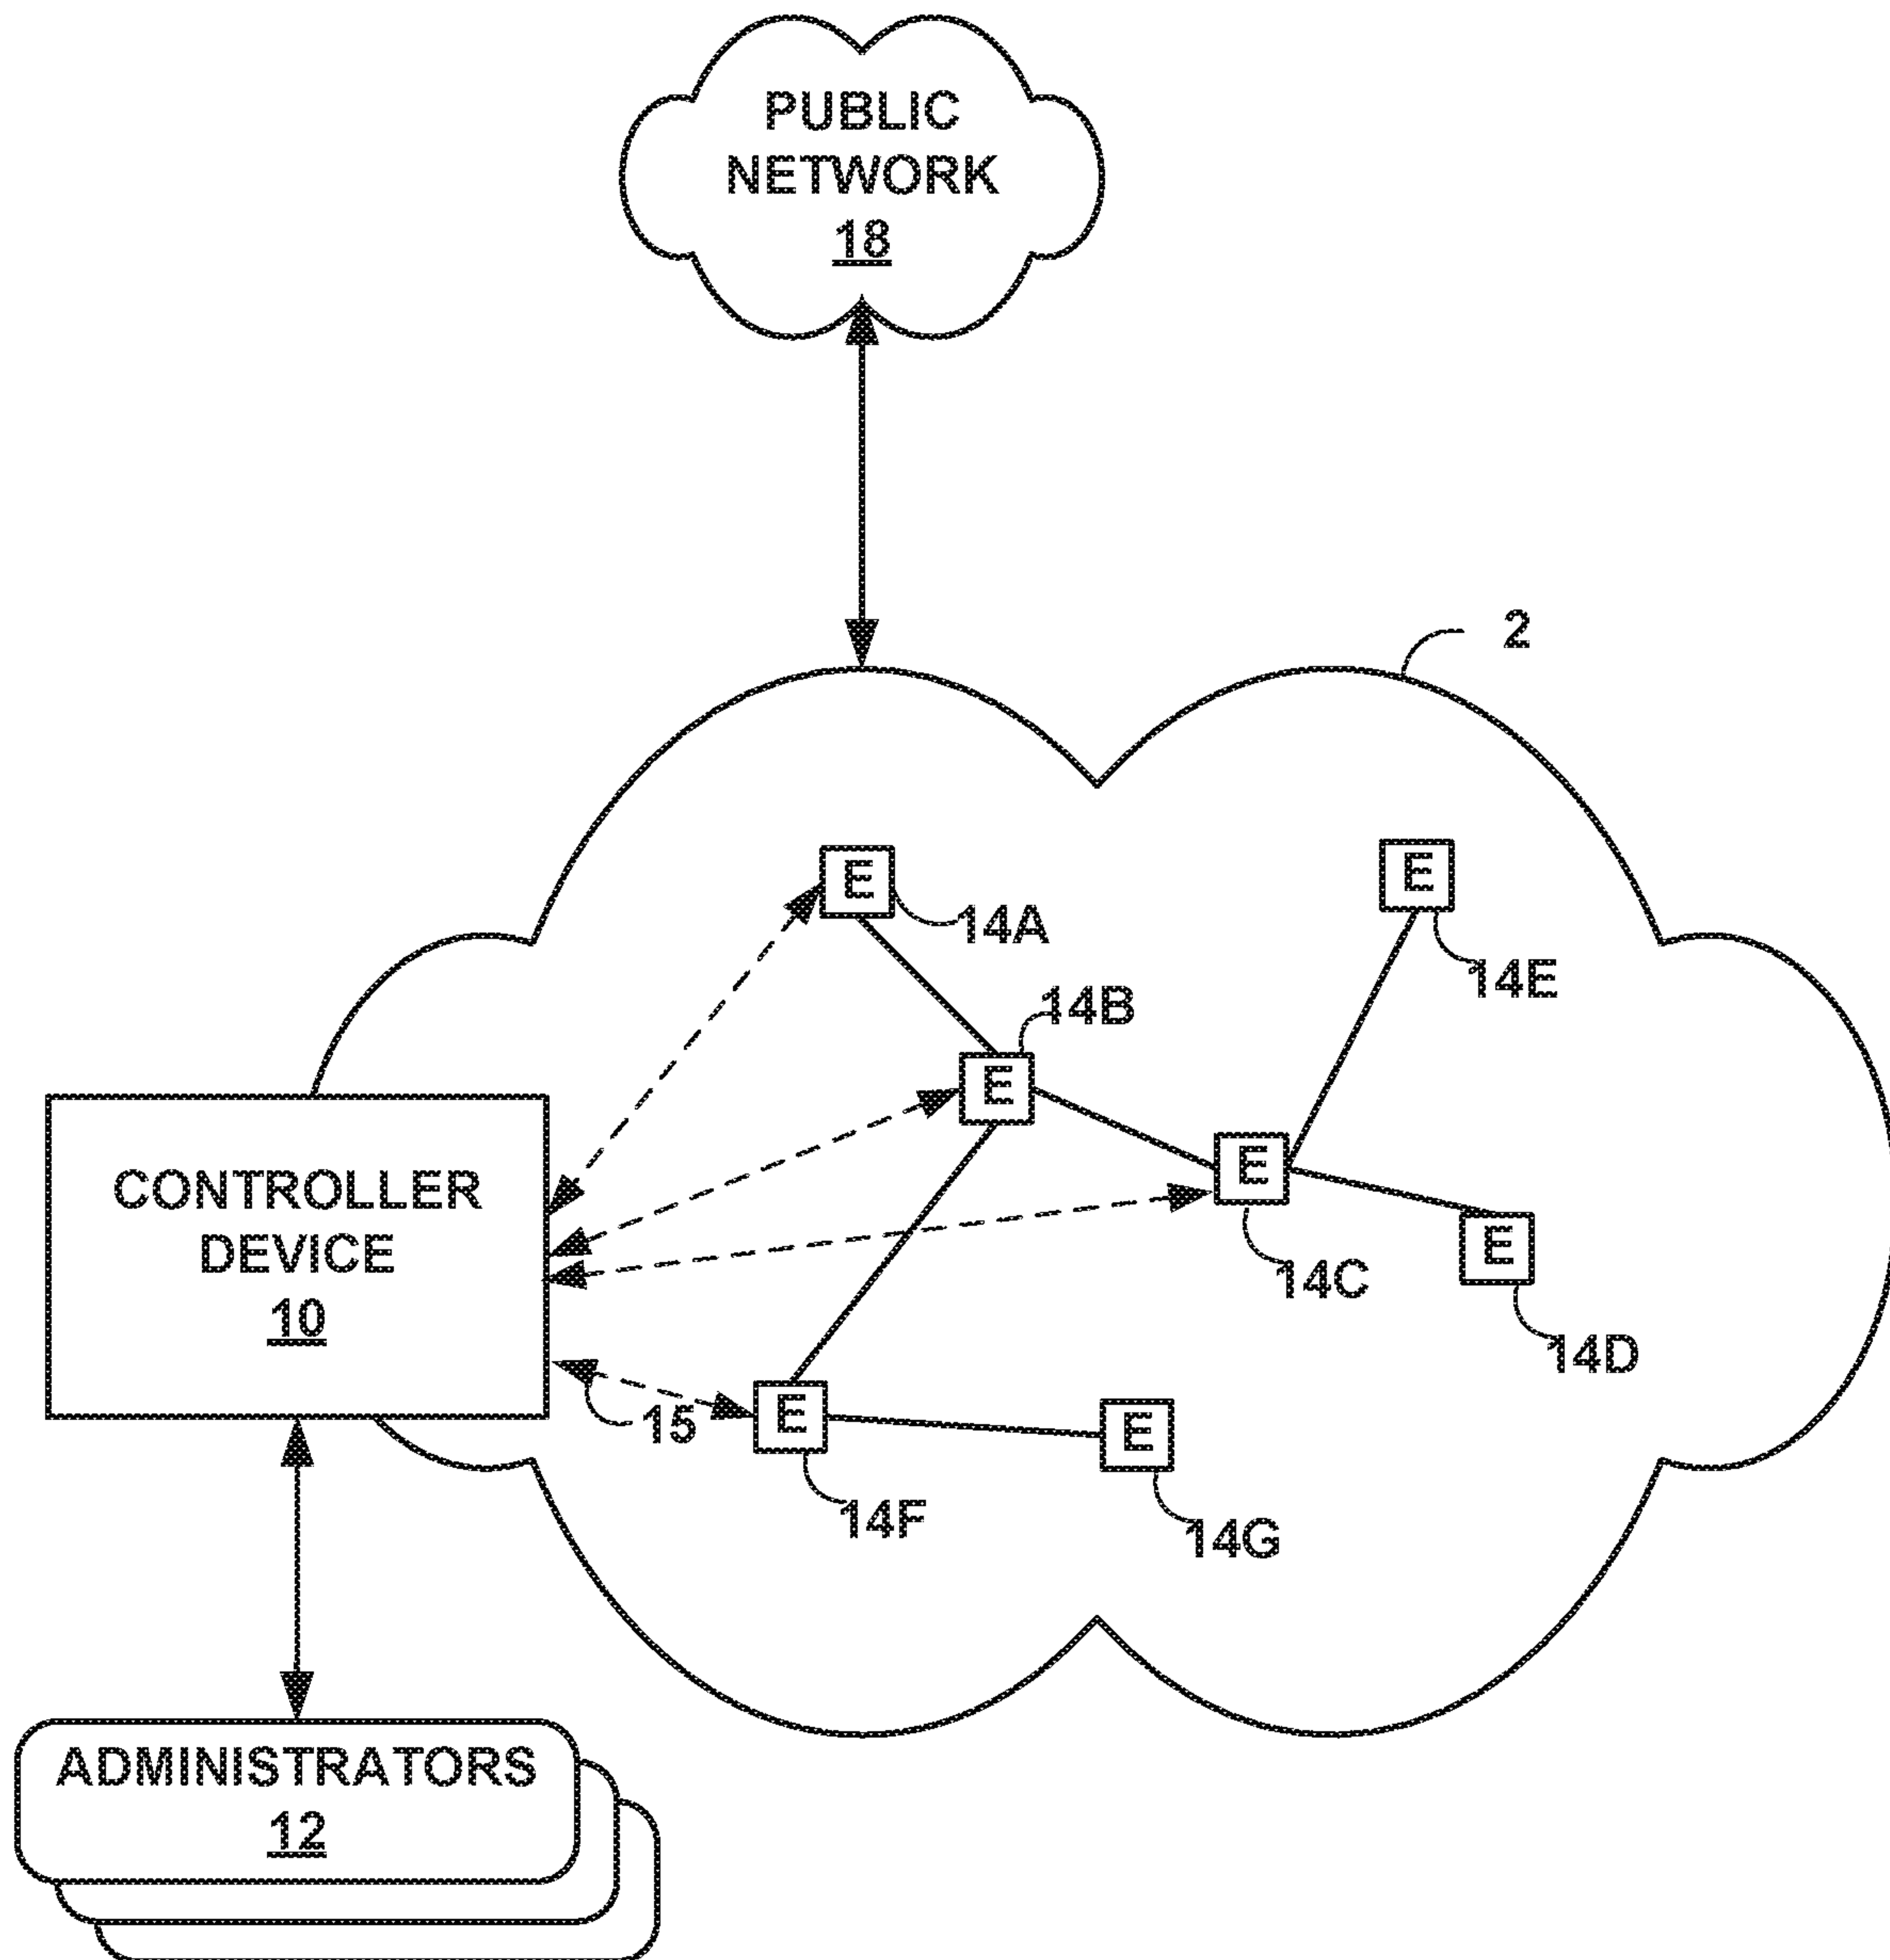 PUBLIC
NETWORK
18
2
E
14A
E
14E
14B
E
CONTROLLER
DEVICE
10
E
14C
E
14D
15
E
14F
E
14G
ADMINISTRATORS
12